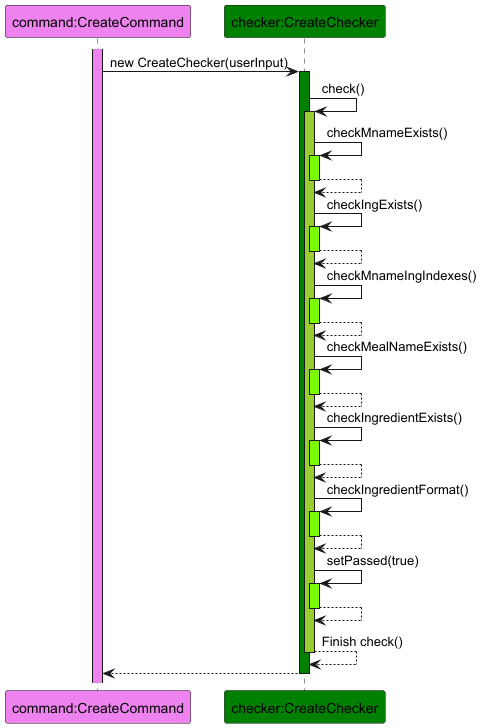 command:CreateCommand
checker:CreateChecker
new CreateChecker(userInput)
check()
checkMnameExists()
checkIngExists()
checkMnameIngIndexes()
checkMealNameExists()
checkIngredientExists()
checkIngredientFormat()
setPassed(true)
Finish check()
command:CreateCommand
checker:CreateChecker